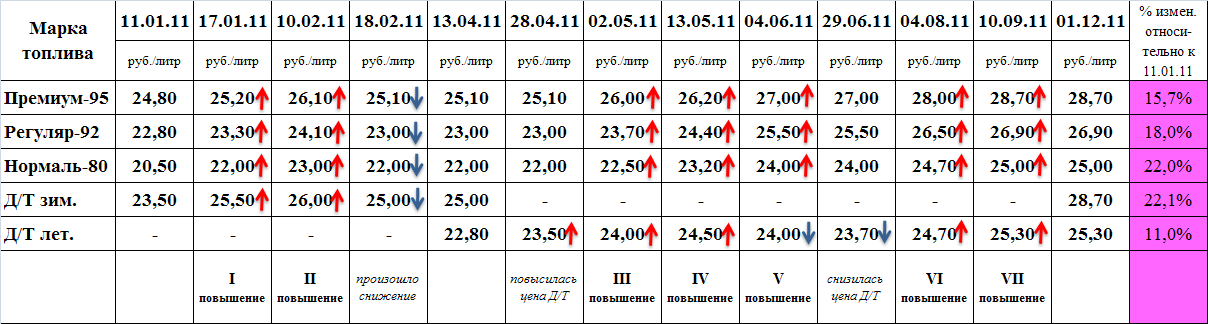 Марка топлива 11.01.11 17.01.11 10.02.11 18.02.11 13.04.11 28.04.11 02.05.11 13.05.11 04.06.11 29.06.11 04.08.11 10.09.11 01.12.11 % измен. относи-тельно к 11.01.11
руб./литр руб./литр руб./литр руб./литр руб./литр руб./литр руб./литр руб./литр руб./литр руб./литр руб./литр руб./литр руб./литр
Премиум-95 24,80 25,20 26,10 25,10 25,10 25,10 26,00 26,20 27,00 27,00 28,00 28,70 28,70 15,7%
Регуляр-92 22,80 23,30 24,10 23,00 23,00 23,00 23,70 24,40 25,50 25,50 26,50 26,90 26,90 18,0%
Нормаль-80 20,50 22,00 23,00 22,00 22,00 22,00 22,50 23,20 24,00 24,00 24,70 25,00 25,00 22,0%
Д/Т зим. 23,50 25,50 26,00 25,00 25,00 - - - - - - - 28,70 22,1%
Д/Т лет. - - - - 22,80 23,50 24,00 24,50 24,00 23,70 24,70 25,30 25,30 11,0%
I повышение II повышение произошло снижение повысилась цена Д/Т III повышение IV повышение V повышение снизилась цена Д/Т VI повышение VII повышение